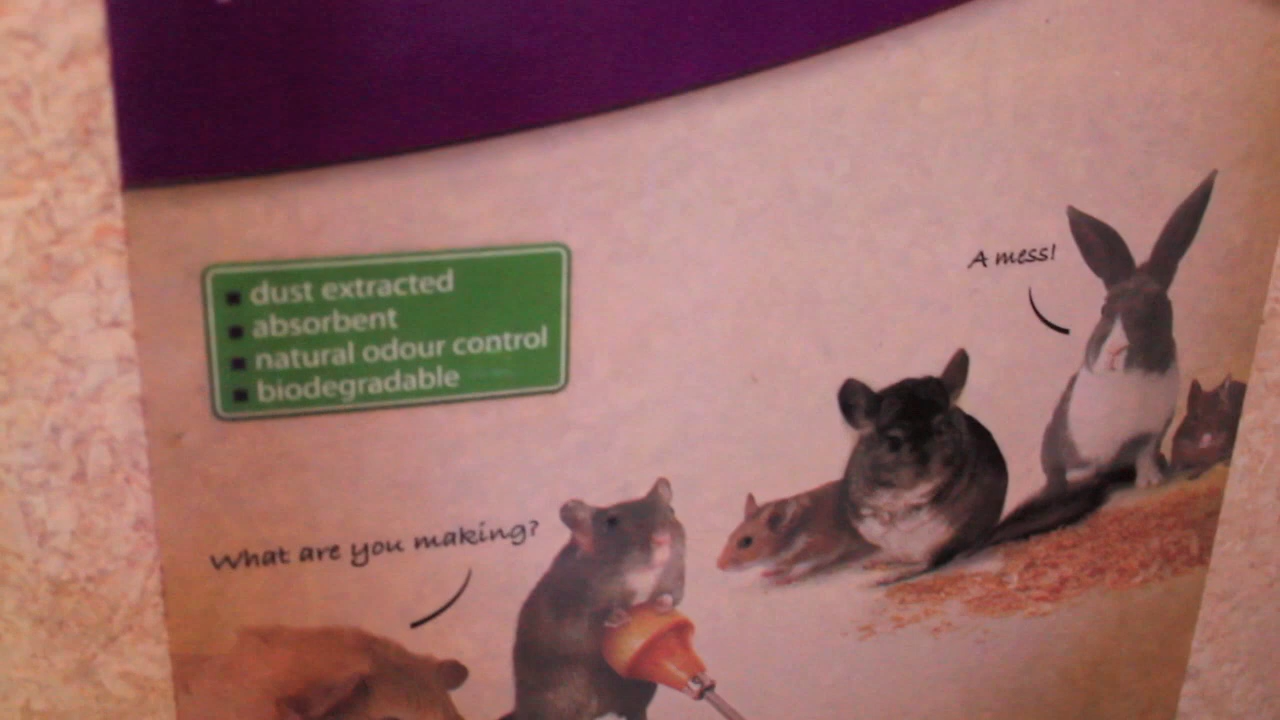 A mess!
dust extracted
absorbent
natural odour control
biodegradable
What are you making?